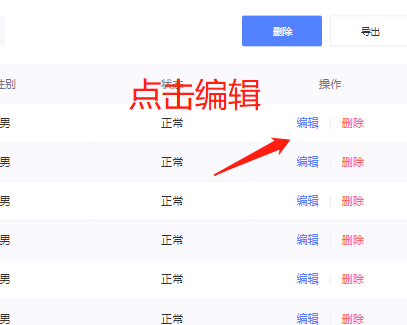 删除 导出
性别 状态 操作
点击编辑
男 正常 编辑 删除
男 正常 编辑 删除
男 正常 编辑 删除
男 正常 编辑 删除
男 正常 编辑 删除
男 正常 编辑 删除